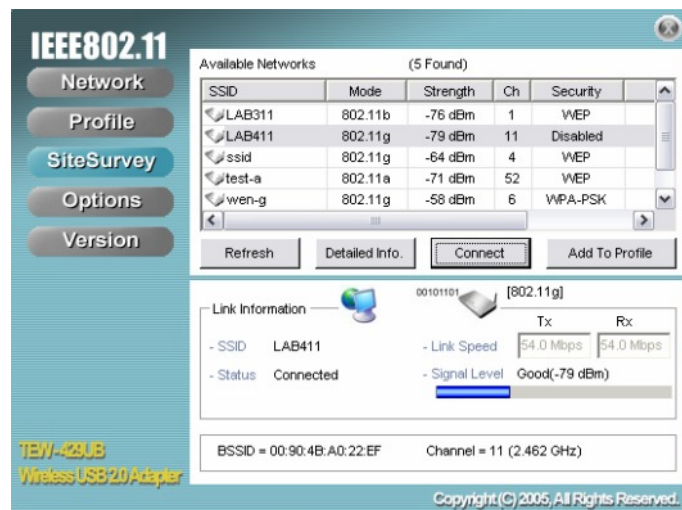 IEEE802.11
Network
Profile
SiteSurvey
Options
Version
Available Networks (5 Found)
SSID Mode Strength Ch Security
LAB311 802.11b -76 dBm 1 WEP
LAB411 802.11g -79 dBm 11 Disabled
ssid 802.11g -64 dBm 4 WEP
test-a 802.11a -71 dBm 52 WEP
wen-g 802.11g -58 dBm 6 WPA-PSK
Refresh Detailed Info. Connect Add To Profile
Link Information 00101101 [802.11g]
Tx Rx
- SSID LAB411 - Link Speed 54.0 Mbps 54.0 Mbps
- Status Connected - Signal Level Good(-79 dBm)
BSSID = 00:90:4B:A0:22:EF Channel = 11 (2.462 GHz)
TEW-429UB
Wireless USB 2.0 Adapter
Copyright (C) 2005, All Rights Reserved.